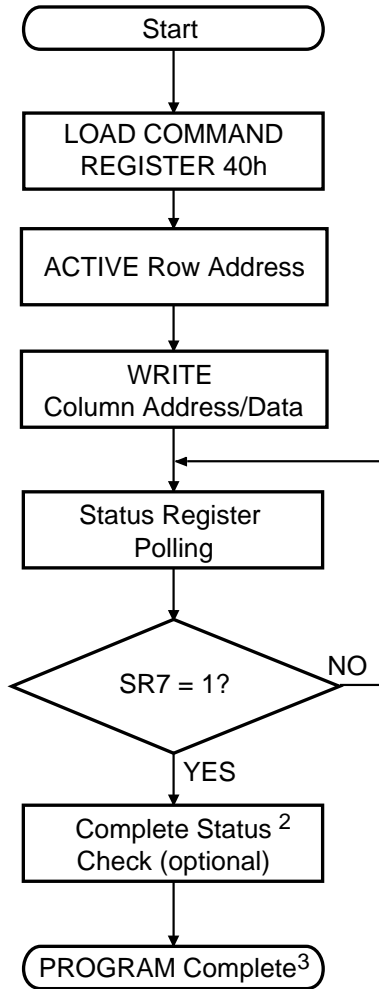 Start
LOAD COMMAND
REGISTER 40h
ACTIVE Row Address
WRITE
Column Address/Data
Status Register
Polling
SR7 = 1?
NO
YES
Complete Status 2
Check (optional)
PROGRAM Complete3